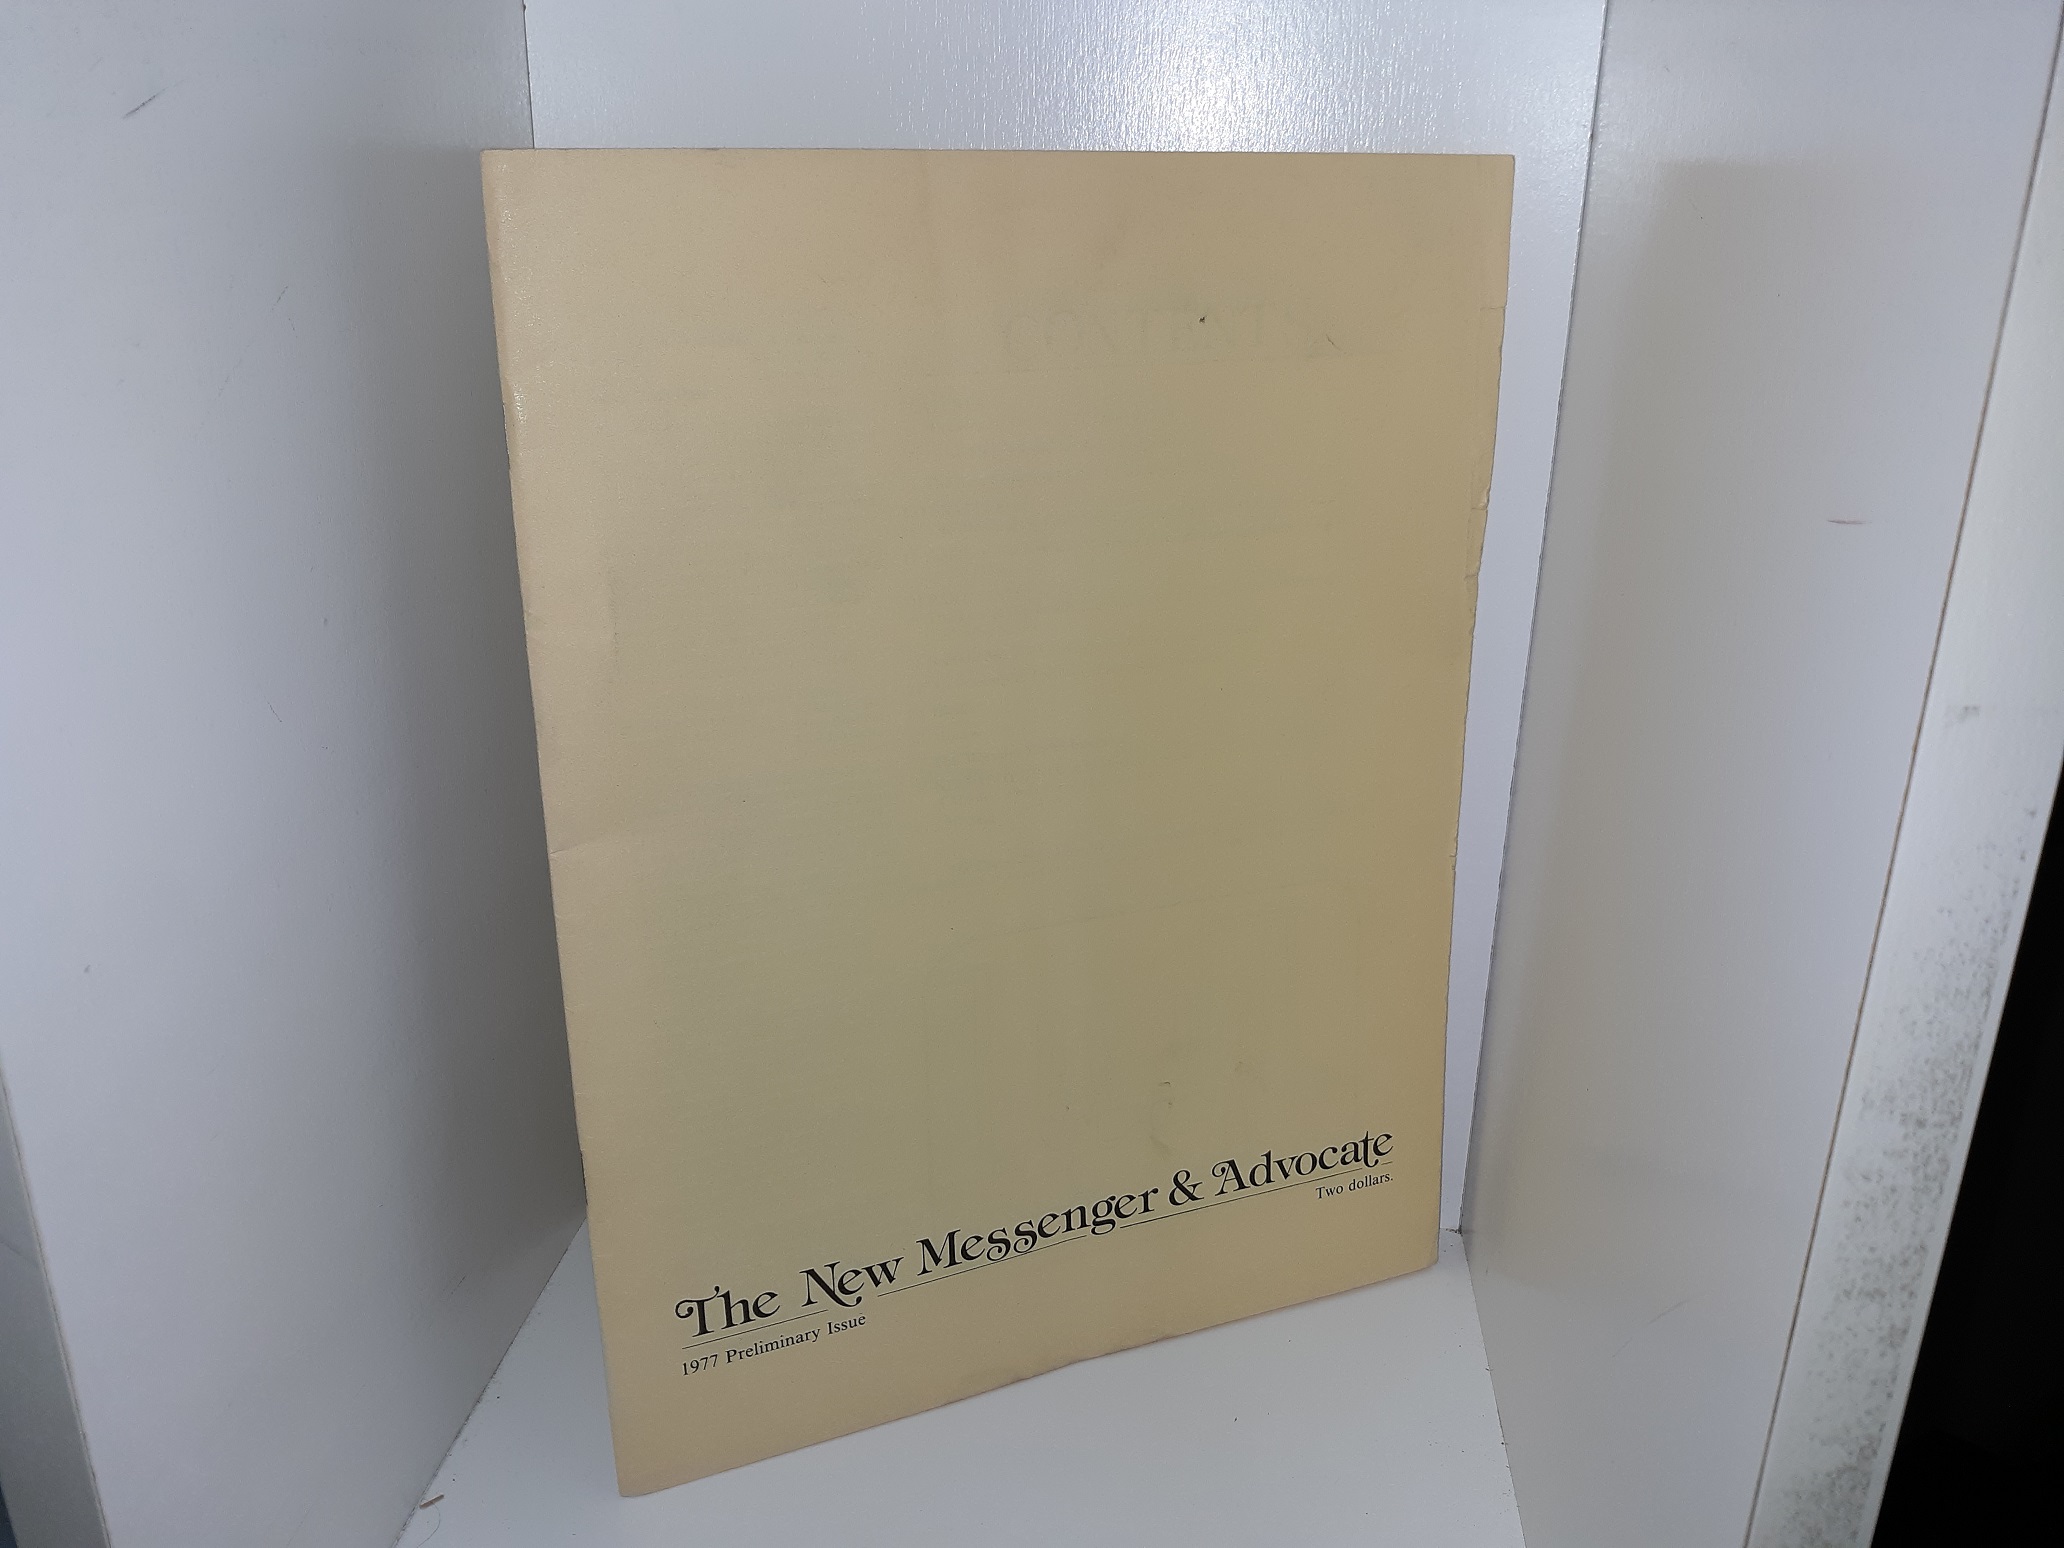 The New Messenger & Advocate
1977 Preliminary Issue
Two dollars.